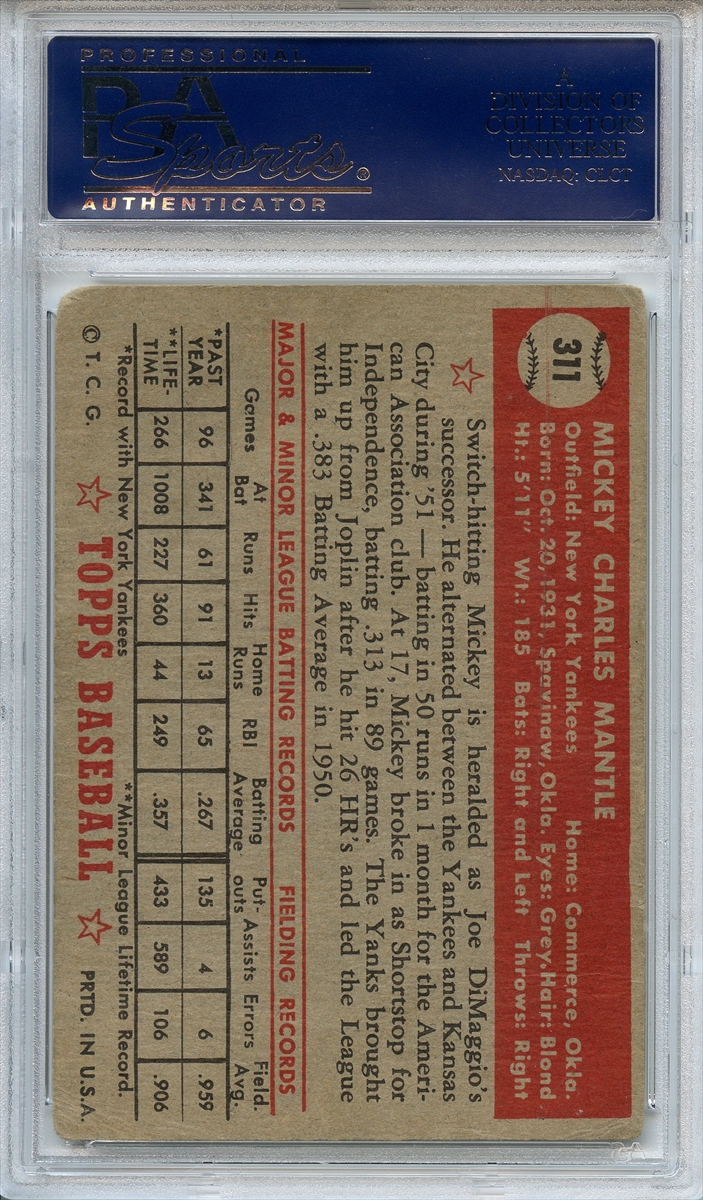 PROFESSIONAL
PSA
Sports®
AUTHENTICATOR
A
DIVISION OF
COLLECTORS
UNIVERSE
NASDAQ: CLCT
311
MICKEY CHARLES MANTLE
Outfield: New York Yankees Home: Commerce, Okla.
Born: Oct. 20, 1931, Spavinaw, Okla. Eyes: Grey. Hair: Blond
Ht.: 5'11" Wt.: 185 Bats: Right and Left Throws: Right
Switch-hitting Mickey is heralded as Joe DiMaggio's
successor. He alternated between the Yankees and Kansas
City during '51 — batting in 50 runs in 1 month for the Ameri-
can Association club. At 17, Mickey broke in as Shortstop for
Independence, batting .313 in 89 games. The Yanks brought
him up from Joplin after he hit 26 HR's and led the League
with a .383 Batting Average in 1950.
MAJOR & MINOR LEAGUE BATTING RECORDS FIELDING RECORDS
Games At Bat Runs Hits Home Runs RBI Batting Average Put-outs Assists Errors Field. Avg.
*PAST YEAR 96 341 61 91 13 65 .267 135 4 6 .959
**LIFE-TIME 266 1008 227 360 44 249 .357 433 589 106 .906
*Record with New York Yankees **Minor League Lifetime Record.
© T. C. G. TOPPS BASEBALL PRTD. IN U.S.A.